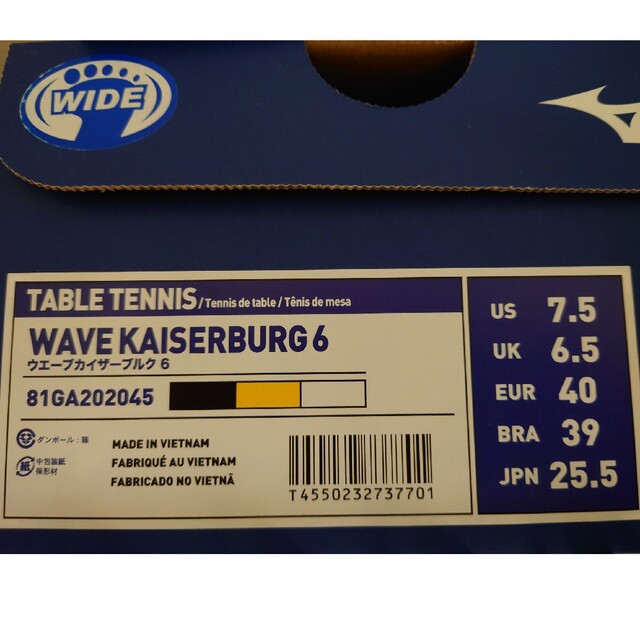 WIDE
TABLE TENNIS/Tennis de table/Tênis de mesa
WAVE KAISERBURG 6
ウエーブカイザーブルク 6
81GA202045
ダンボール：箱
中包装紙
保形材
紙
MADE IN VIETNAM
FABRIQUÉ AU VIETNAM
FABRICADO NO VIETNÃ
T4550232737701
US 7.5
UK 6.5
EUR 40
BRA 39
JPN 25.5